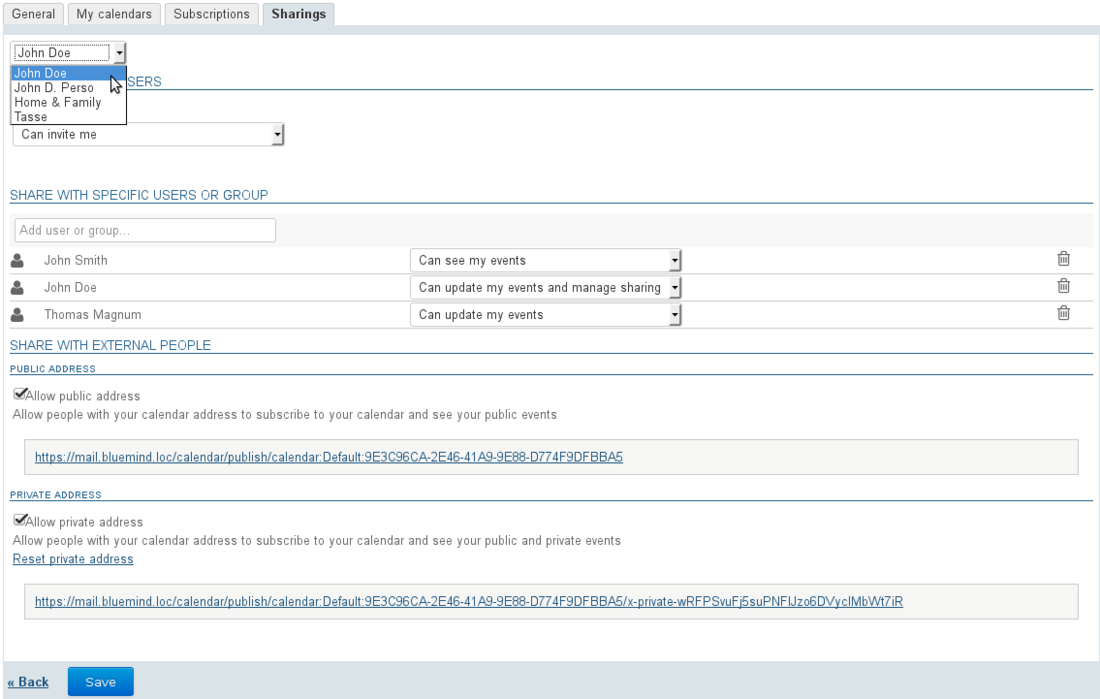 General My calendars Subscriptions Sharings
John Doe
John Doe
John D. Perso
Home & Family
Tasse
SERS
Can invite me
SHARE WITH SPECIFIC USERS OR GROUP
Add user or group...
John Smith Can see my events
John Doe Can update my events and manage sharing
Thomas Magnum Can update my events
SHARE WITH EXTERNAL PEOPLE
PUBLIC ADDRESS
Allow public address
Allow people with your calendar address to subscribe to your calendar and see your public events
https://mail.bluemind.loc/calendar/publish/calendar:Default:9E3C96CA-2E46-41A9-9E88-D774F9DFBBA5
PRIVATE ADDRESS
Allow private address
Allow people with your calendar address to subscribe to your calendar and see your public and private events
Reset private address
https://mail.bluemind.loc/calendar/publish/calendar:Default:9E3C96CA-2E46-41A9-9E88-D774F9DFBBA5/x-private-wRFPSvuFj5suPNFIJzo6DVyclMbWt7iR
« Back Save